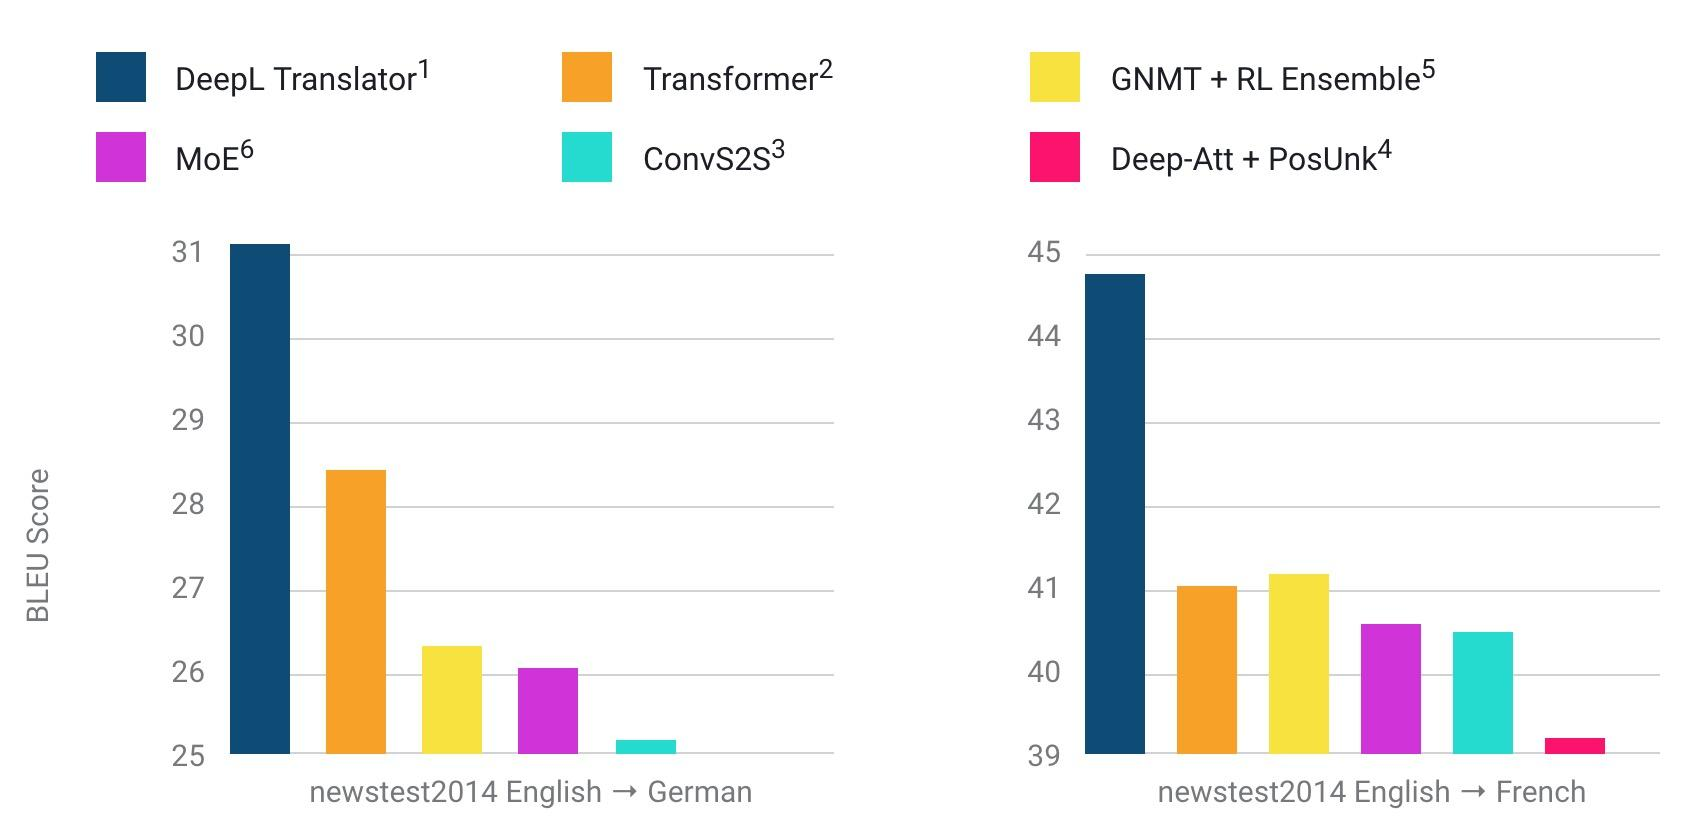 DeepL Translator¹
Transformer²
GNMT + RL Ensemble⁵
MoE⁶
ConvS2S³
Deep-Att + PosUnk⁴
BLEU Score
31
30
29
28
27
26
25
newstest2014 English → German
45
44
43
42
41
40
39
newstest2014 English → French